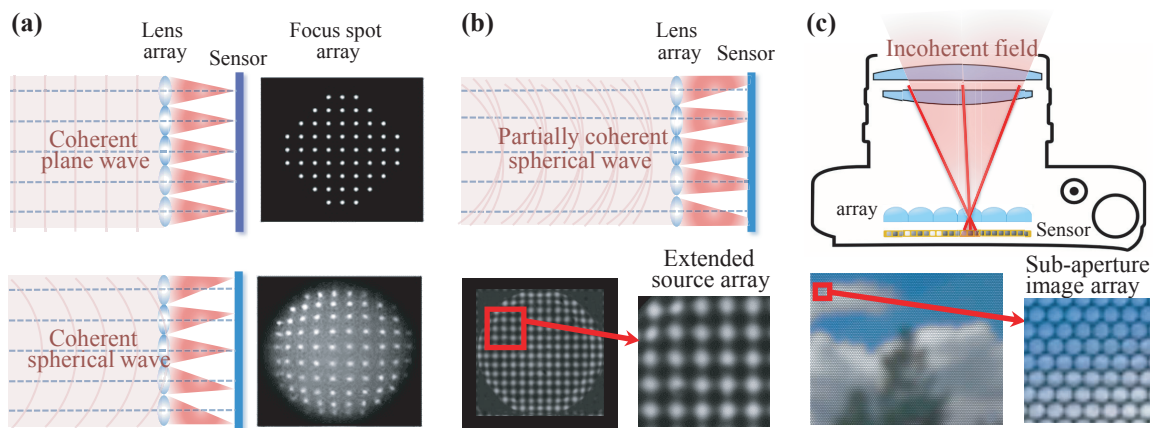 (a)
Lens
array
Sensor
Focus spot
array
Coherent
plane wave
Coherent
spherical wave
(b)
Lens
array
Sensor
Partially coherent
spherical wave
Extended
source array
(c)
Incoherent field
array
Sensor
Sub-aperture
image array